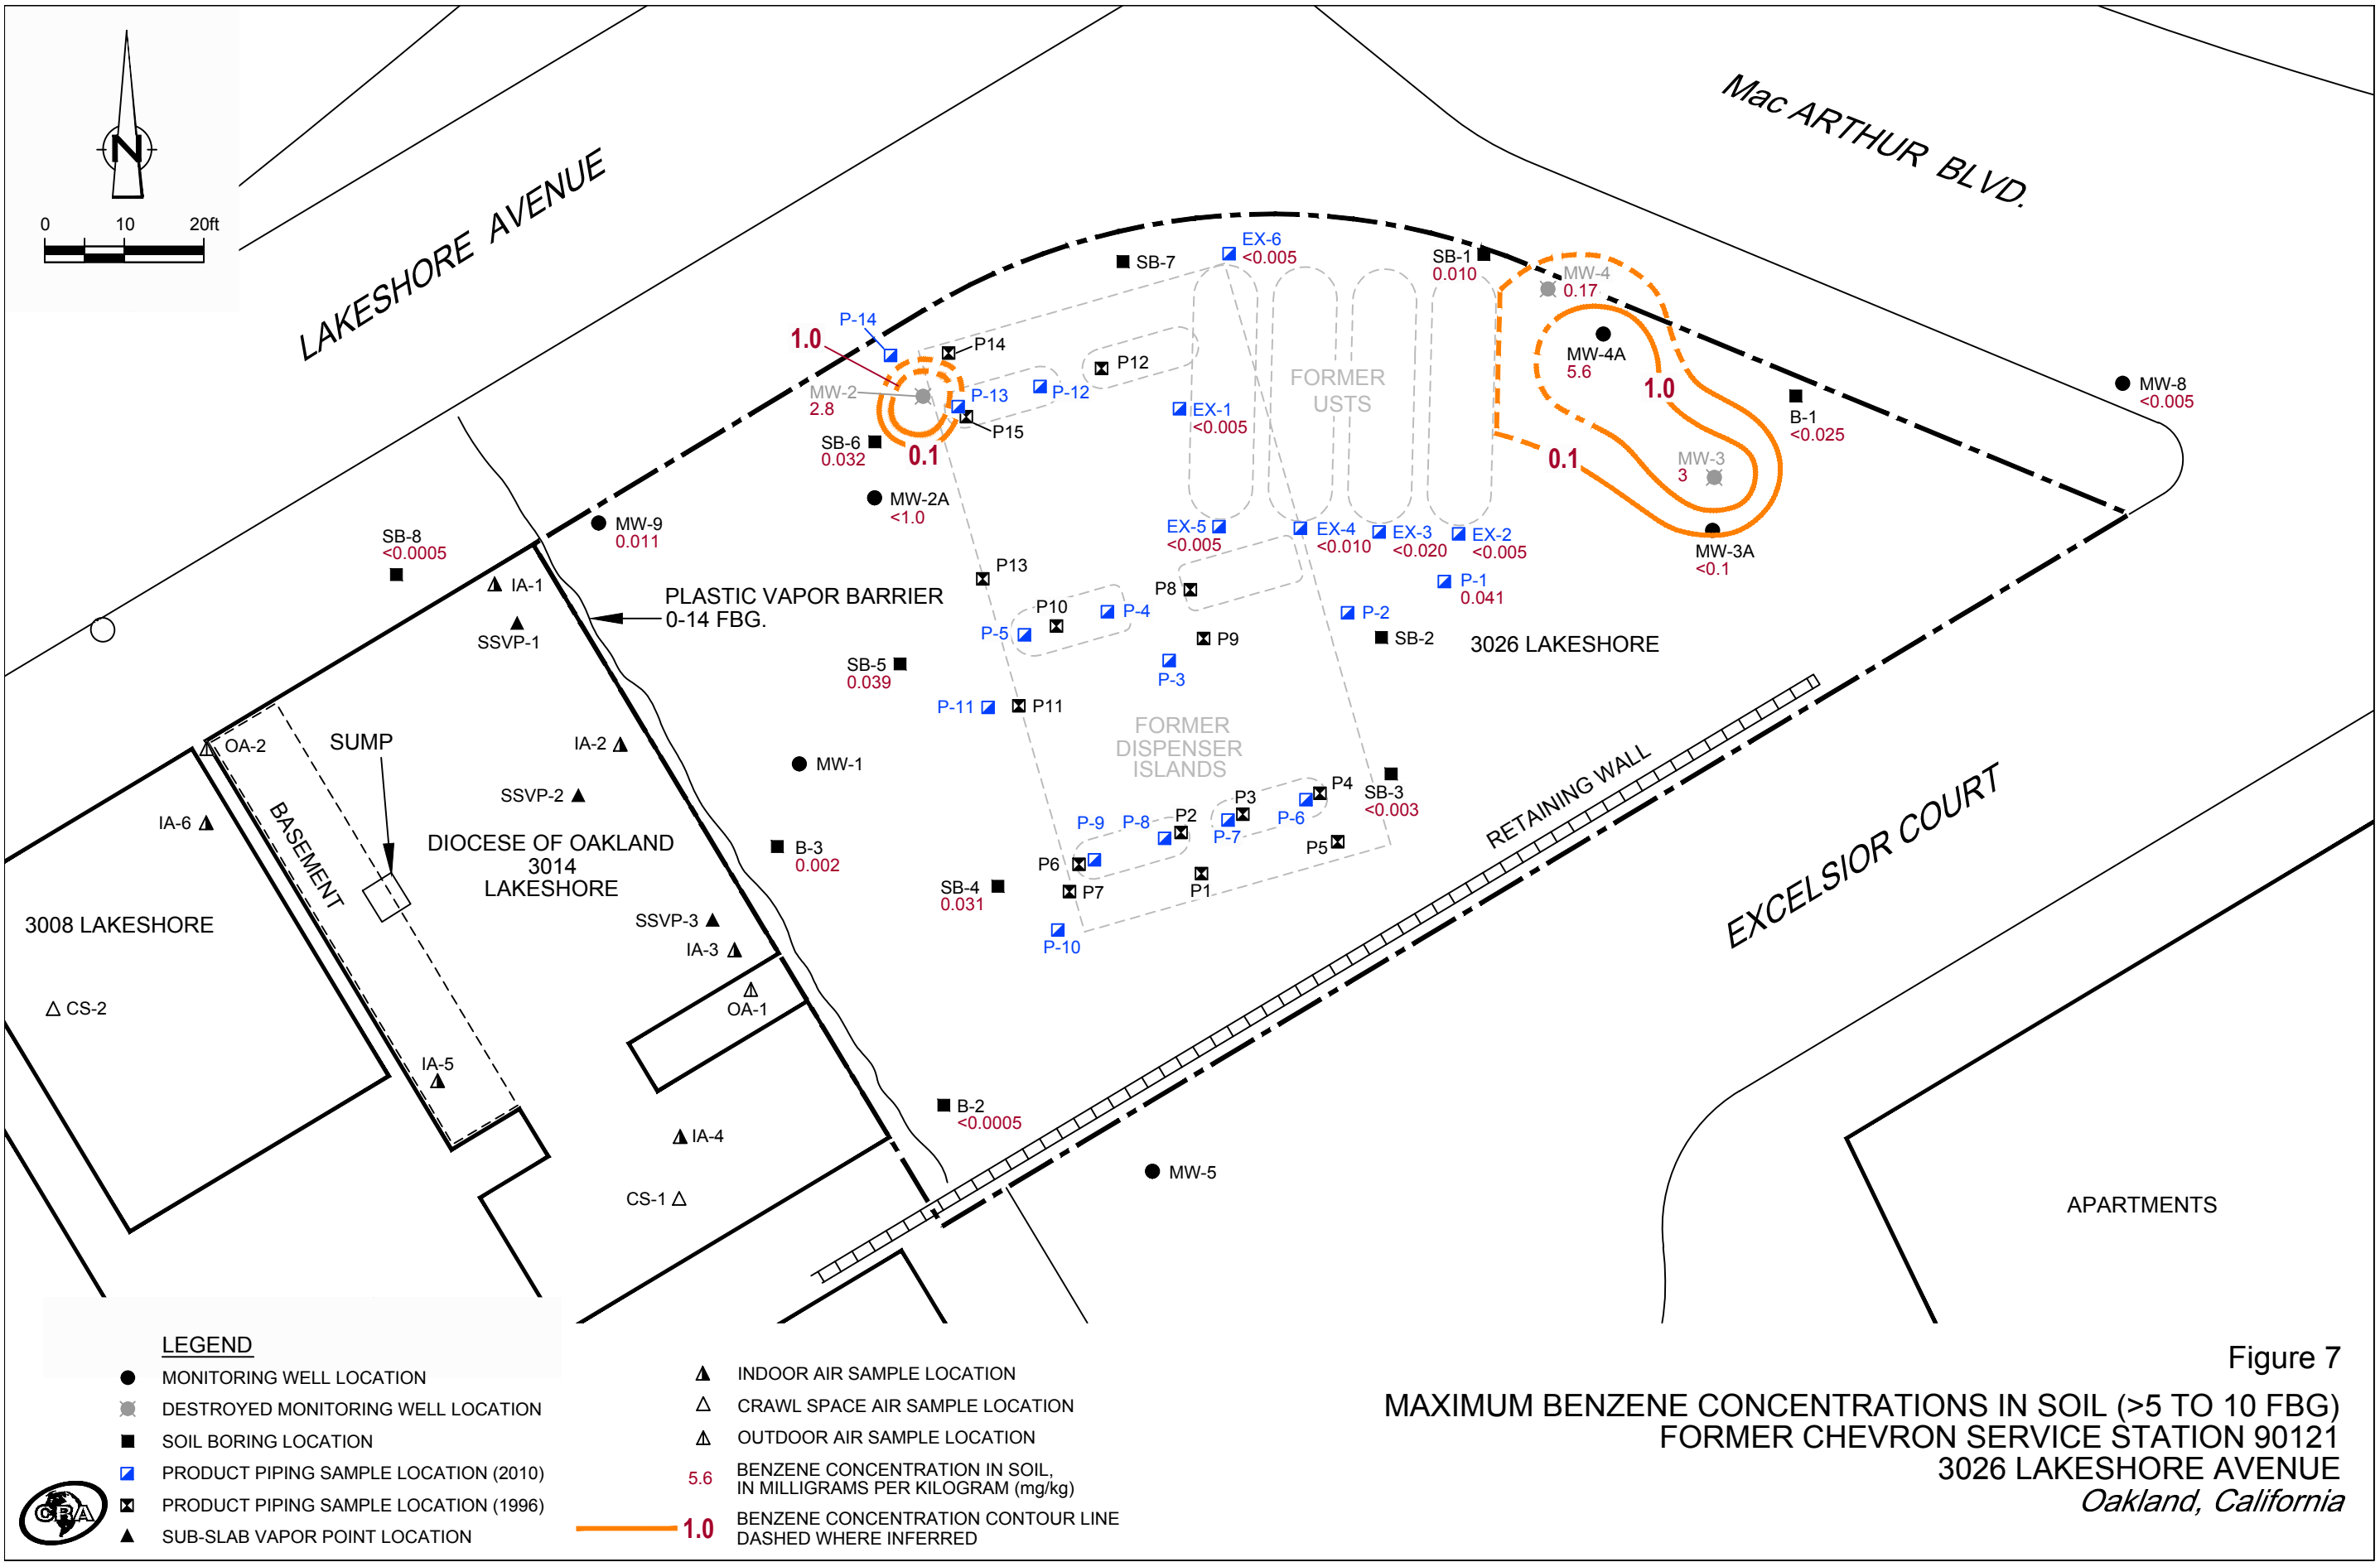 N
0 10 20ft
LAKESHORE AVENUE
Mac ARTHUR BLVD.
EX-6
<0.005
SB-7
SB-1
0.010
MW-4
0.17
P-14
1.0
P14
P12
MW-4A
5.6
1.0
MW-2
2.8
P-13
P-12
FORMER
USTS
MW-8
<0.005
B-1
<0.025
EX-1
<0.005
P15
SB-6
0.032
0.1
0.1
MW-3
3
MW-2A
<1.0
MW-9
0.011
SB-8
<0.0005
EX-5
<0.005
EX-4
<0.010
EX-3
<0.020
EX-2
<0.005
MW-3A
<0.1
IA-1
SSVP-1
PLASTIC VAPOR BARRIER
0-14 FBG.
P13
P8
P-1
0.041
P10
P-4
P-5
P-2
P9
SB-2
3026 LAKESHORE
SB-5
0.039
P-3
P-11
P11
FORMER
DISPENSER
ISLANDS
OA-2
SUMP
IA-2
MW-1
SSVP-2
IA-6
BASEMENT
DIOCESE OF OAKLAND
3014
LAKESHORE
P4
P3
SB-3
<0.003
P-9
P-8
P2
P-7
P-6
P5
RETAINING WALL
EXCELSIOR COURT
B-3
0.002
P6
P7
P1
SB-4
0.031
P-10
3008 LAKESHORE
SSVP-3
IA-3
OA-1
CS-2
IA-5
B-2
<0.0005
IA-4
CS-1
MW-5
APARTMENTS
LEGEND
MONITORING WELL LOCATION
DESTROYED MONITORING WELL LOCATION
SOIL BORING LOCATION
PRODUCT PIPING SAMPLE LOCATION (2010)
PRODUCT PIPING SAMPLE LOCATION (1996)
SUB-SLAB VAPOR POINT LOCATION
INDOOR AIR SAMPLE LOCATION
CRAWL SPACE AIR SAMPLE LOCATION
OUTDOOR AIR SAMPLE LOCATION
5.6 BENZENE CONCENTRATION IN SOIL,
IN MILLIGRAMS PER KILOGRAM (mg/kg)
1.0 BENZENE CONCENTRATION CONTOUR LINE
DASHED WHERE INFERRED
CRA
Figure 7
MAXIMUM BENZENE CONCENTRATIONS IN SOIL (>5 TO 10 FBG)
FORMER CHEVRON SERVICE STATION 90121
3026 LAKESHORE AVENUE
Oakland, California